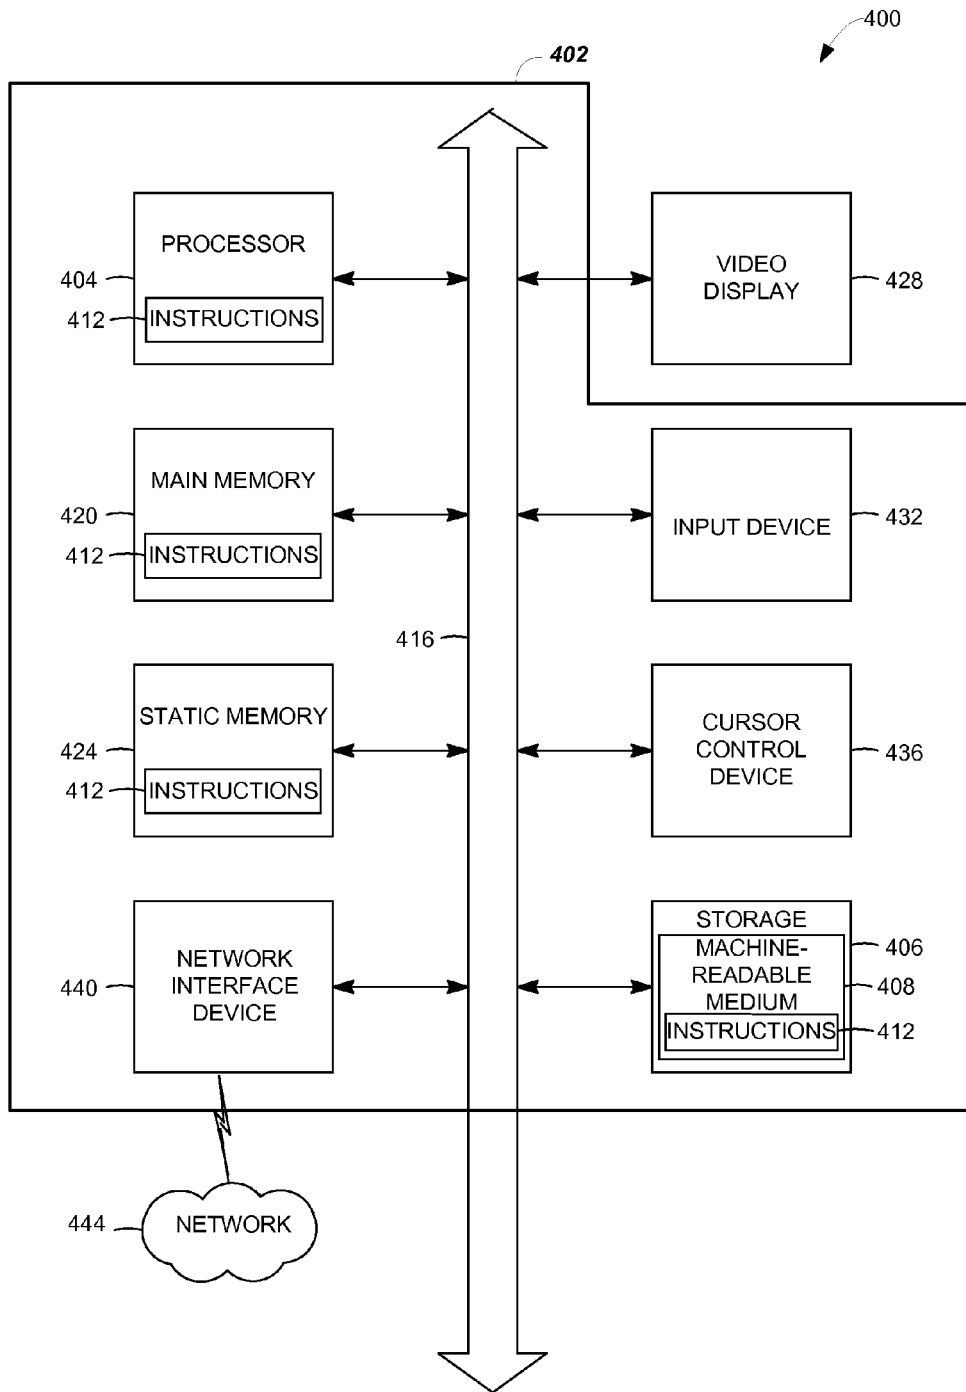 400
402
PROCESSOR
404
412
INSTRUCTIONS
VIDEO
DISPLAY
428
MAIN MEMORY
420
412
INSTRUCTIONS
INPUT DEVICE
432
416
STATIC MEMORY
424
412
INSTRUCTIONS
CURSOR
CONTROL
DEVICE
436
NETWORK
INTERFACE
DEVICE
440
STORAGE
406
MACHINE-
READABLE
MEDIUM
408
INSTRUCTIONS
412
444
NETWORK